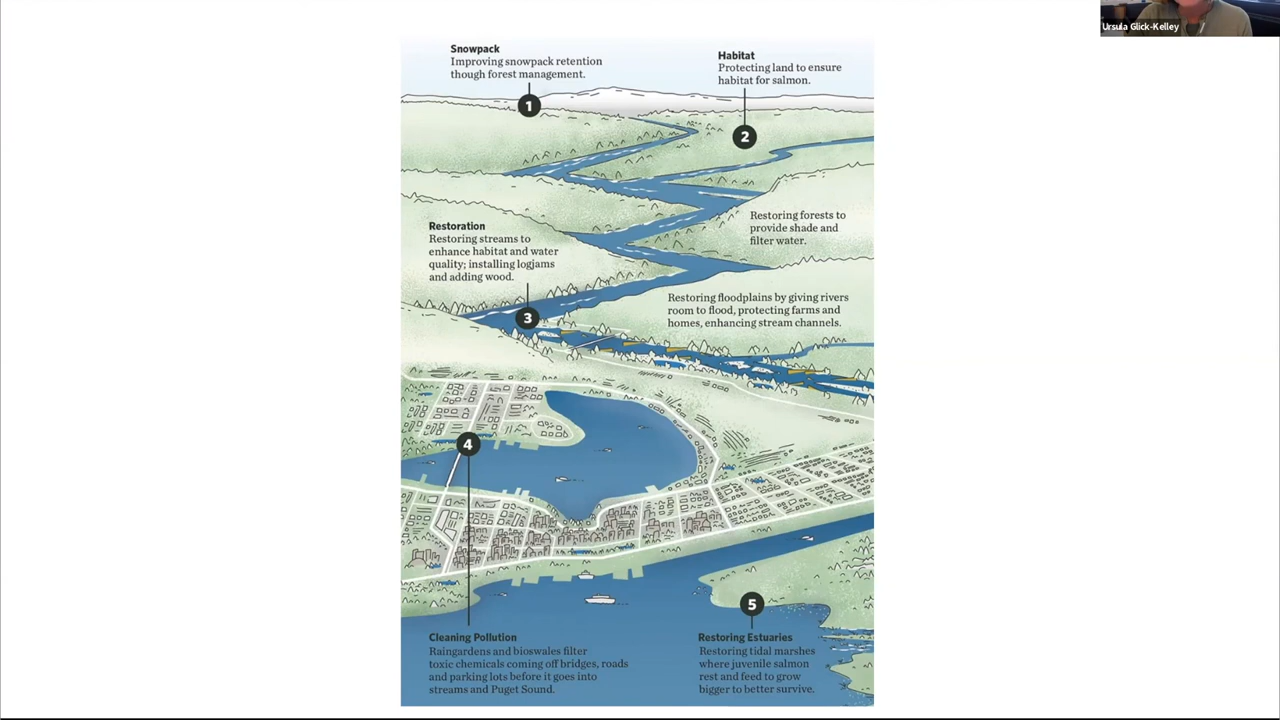 Ursula Glick-Kelley
Snowpack
Improving snowpack retention
though forest management.
1
Habitat
Protecting land to ensure
habitat for salmon.
2
Restoring forests to
provide shade and
filter water.
Restoration
Restoring streams to
enhance habitat and water
quality; installing logjams
and adding wood.
3
Restoring floodplains by giving rivers
room to flood, protecting farms and
homes, enhancing stream channels.
4
Cleaning Pollution
Raingardens and bioswales filter
toxic chemicals coming off bridges, roads
and parking lots before it goes into
streams and Puget Sound.
5
Restoring Estuaries
Restoring tidal marshes
where juvenile salmon
rest and feed to grow
bigger to better survive.